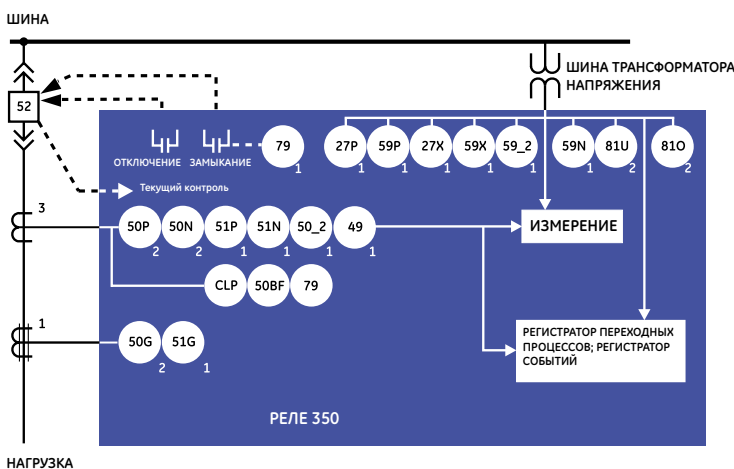 ШИНА
ШИНА ТРАНСФОРМАТОРА
НАПРЯЖЕНИЯ
52
ОТКЛЮЧЕНИЕ
ЗАМЫКАНИЕ
79
1
27P
1
59P
1
27X
1
59X
1
59_2
1
59N
1
81U
2
81O
2
Текущий контроль
3
50P
2
50N
2
51P
1
51N
1
50_2
1
49
1
ИЗМЕРЕНИЕ
CLP
50BF
79
1
50G
2
51G
1
РЕГИСТРАТОР ПЕРЕХОДНЫХ
ПРОЦЕССОВ; РЕГИСТРАТОР
СОБЫТИЙ
РЕЛЕ 350
НАГРУЗКА